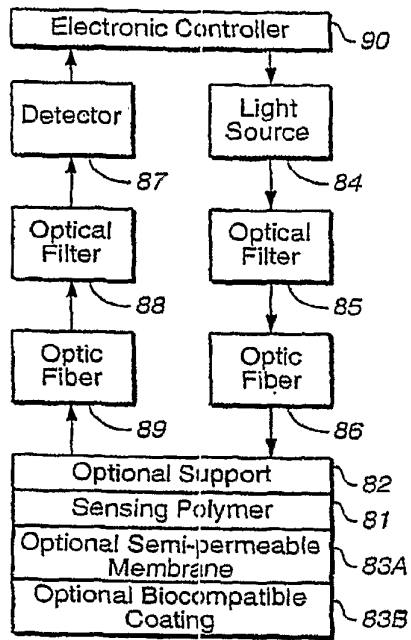 Electronic Controller
90
Detector
87
Light
Source
84
Optical
Filter
88
Optical
Filter
85
Optic
Fiber
89
Optic
Fiber
86
Optional Support
82
Sensing Polymer
81
Optional Semi-permeable
Membrane
83A
Optional Biocompatible
Coating
83B